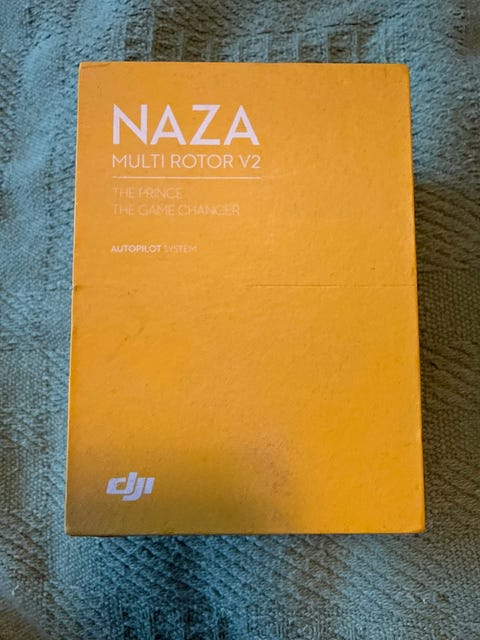 NAZA
MULTI ROTOR V2
THE PRINCE
THE GAME CHANGER
AUTOPILOT SYSTEM
dji